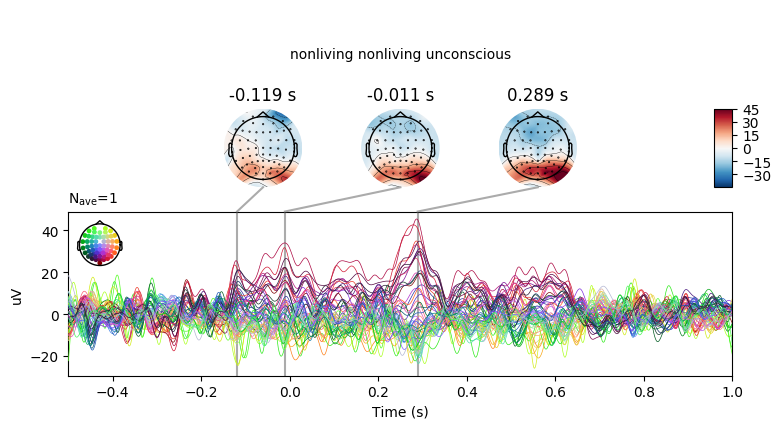 nonliving nonliving unconscious
-0.119 s
-0.011 s
0.289 s
45
30
15
0
−15
−30
Nave=1
40
20
0
−20
uV
−0.4
−0.2
0.0
0.2
0.4
0.6
0.8
1.0
Time (s)